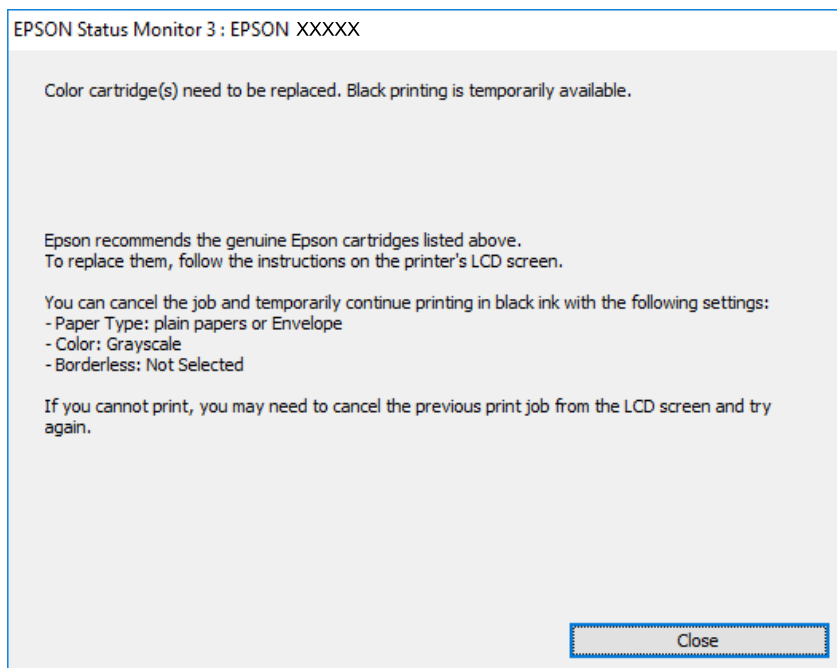 EPSON Status Monitor 3 : EPSON XXXXX
Color cartridge(s) need to be replaced. Black printing is temporarily available.
Epson recommends the genuine Epson cartridges listed above.
To replace them, follow the instructions on the printer's LCD screen.
You can cancel the job and temporarily continue printing in black ink with the following settings:
- Paper Type: plain papers or Envelope
- Color: Grayscale
- Borderless: Not Selected
If you cannot print, you may need to cancel the previous print job from the LCD screen and try
again.
Close